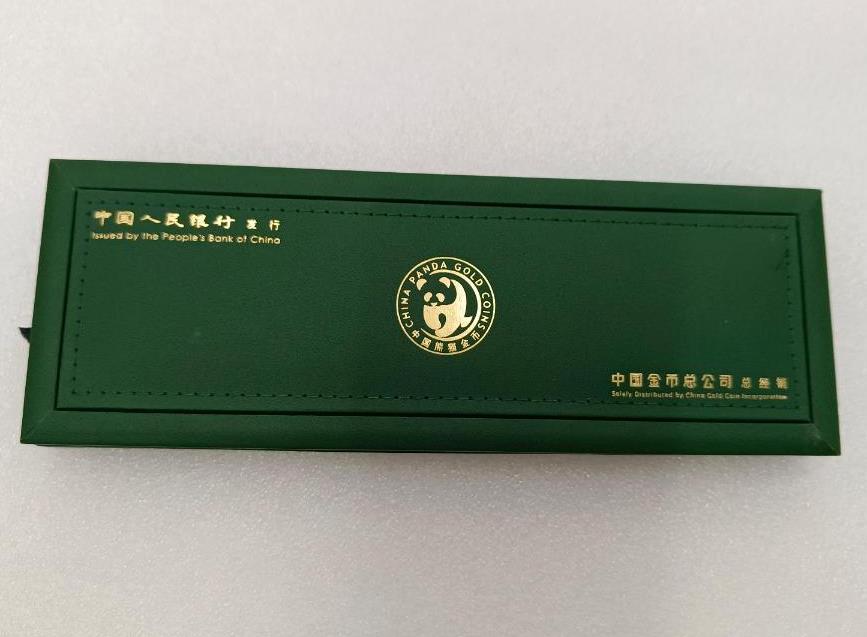 中国人民银行 发行
Issued by the People's Bank of China
CHINA PANDA GOLD COINS
中国熊猫金币
中国金币总公司 总经销
Solely Distributed by China Gold Coin Incorporation